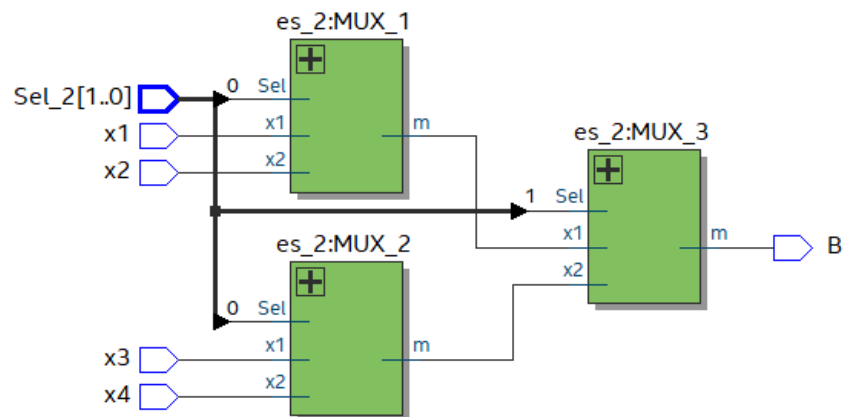 es_2:MUX_1
Sel_2[1..0]
0
Sel
x1
x1
m
x2
x2
es_2:MUX_3
1
Sel
x1
m
B
x2
es_2:MUX_2
0
Sel
x3
x1
m
x4
x2